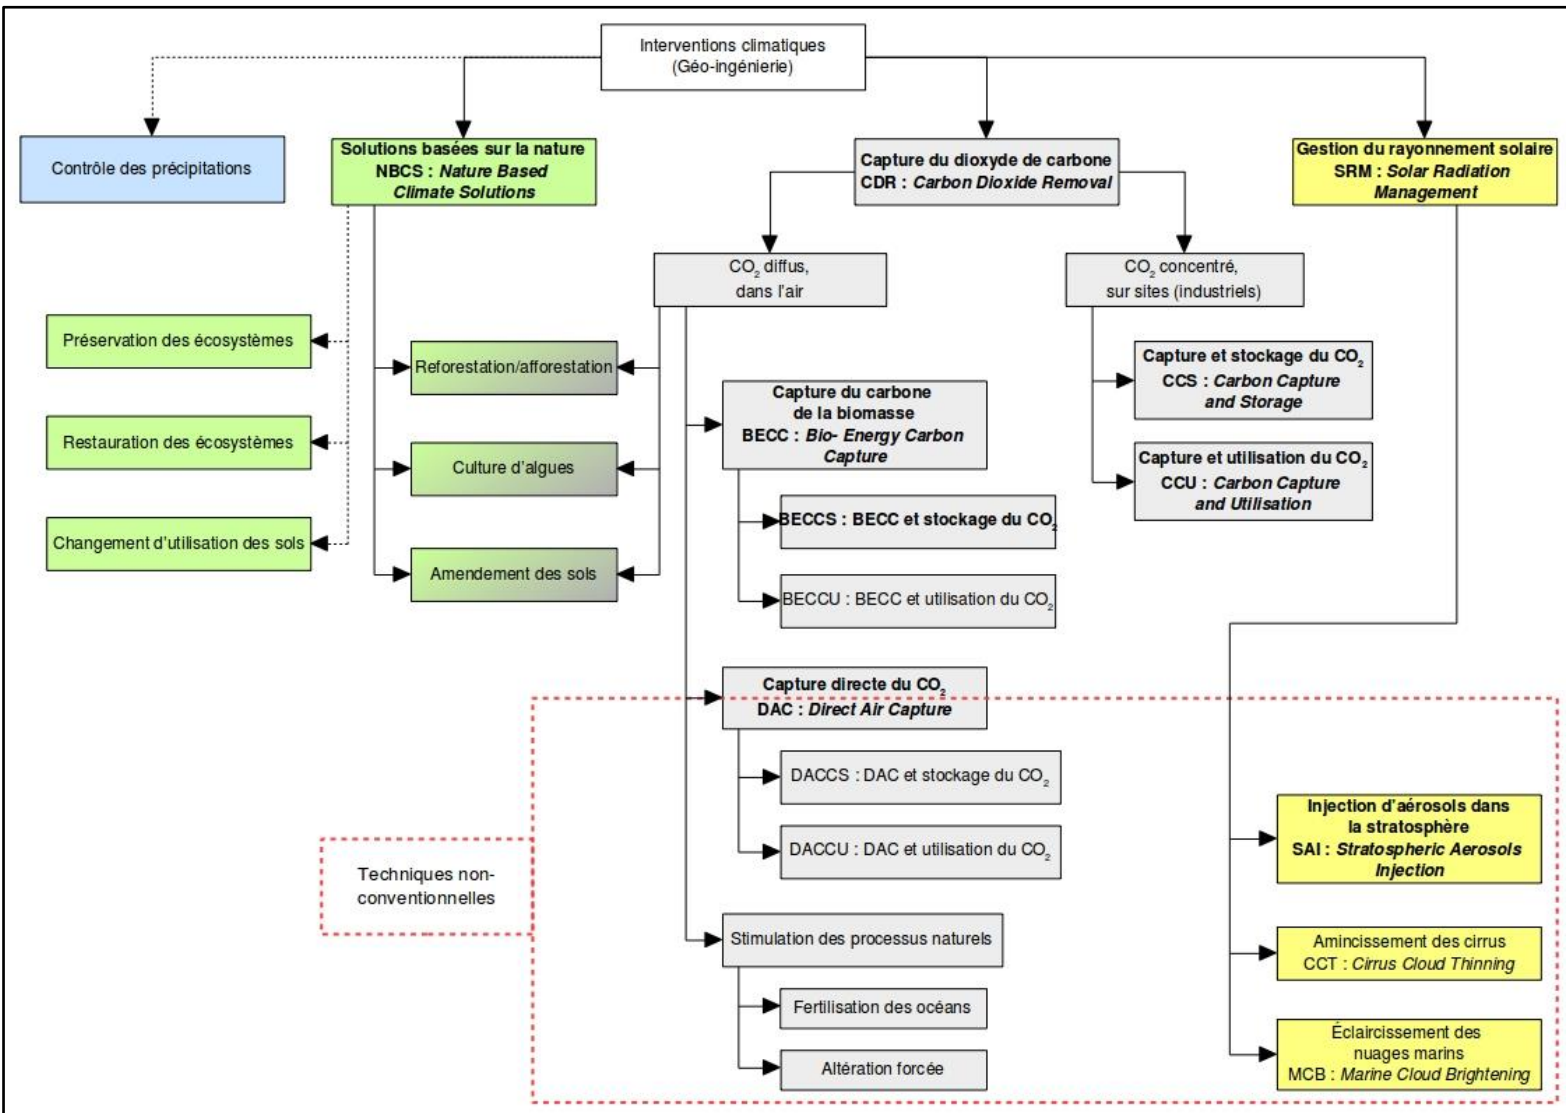 Interventions climatiques
(Géo-ingénierie)
Contrôle des précipitations
Solutions basées sur la nature
NBCS : Nature Based
Climate Solutions
Capture du dioxyde de carbone
CDR : Carbon Dioxide Removal
Gestion du rayonnement solaire
SRM : Solar Radiation
Management
CO₂ diffus,
dans l'air
CO₂ concentré,
sur sites (industriels)
Préservation des écosystèmes
Restauration des écosystèmes
Changement d'utilisation des sols
Reforestation/afforestation
Culture d'algues
Amendement des sols
Capture du carbone
de la biomasse
BECC : Bio- Energy Carbon
Capture
BECCS : BECC et stockage du CO₂
BECCU : BECC et utilisation du CO₂
Capture et stockage du CO₂
CCS : Carbon Capture
and Storage
Capture et utilisation du CO₂
CCU : Carbon Capture
and Utilisation
Capture directe du CO₂
DAC : Direct Air Capture
DACCS : DAC et stockage du CO₂
DACCU : DAC et utilisation du CO₂
Techniques non-
conventionnelles
Stimulation des processus naturels
Fertilisation des océans
Altération forcée
Injection d'aérosols dans
la stratosphère
SAI : Stratospheric Aerosols
Injection
Amincissement des cirrus
CCT : Cirrus Cloud Thinning
Éclaircissement des
nuages marins
MCB : Marine Cloud Brightening